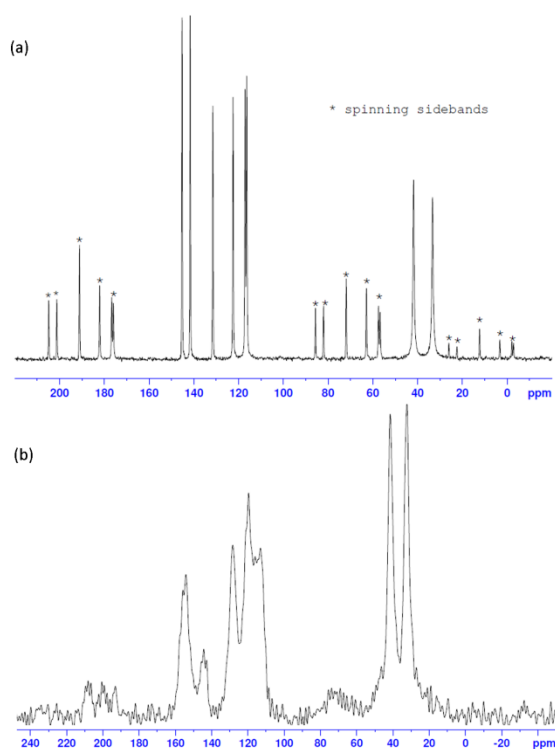 (a)
* spinning sidebands
* * * * * * * * * * * * * * * *
200 180 160 140 120 100 80 60 40 20 0 ppm
(b)
240 220 200 180 160 140 120 100 80 60 40 20 0 -20 ppm